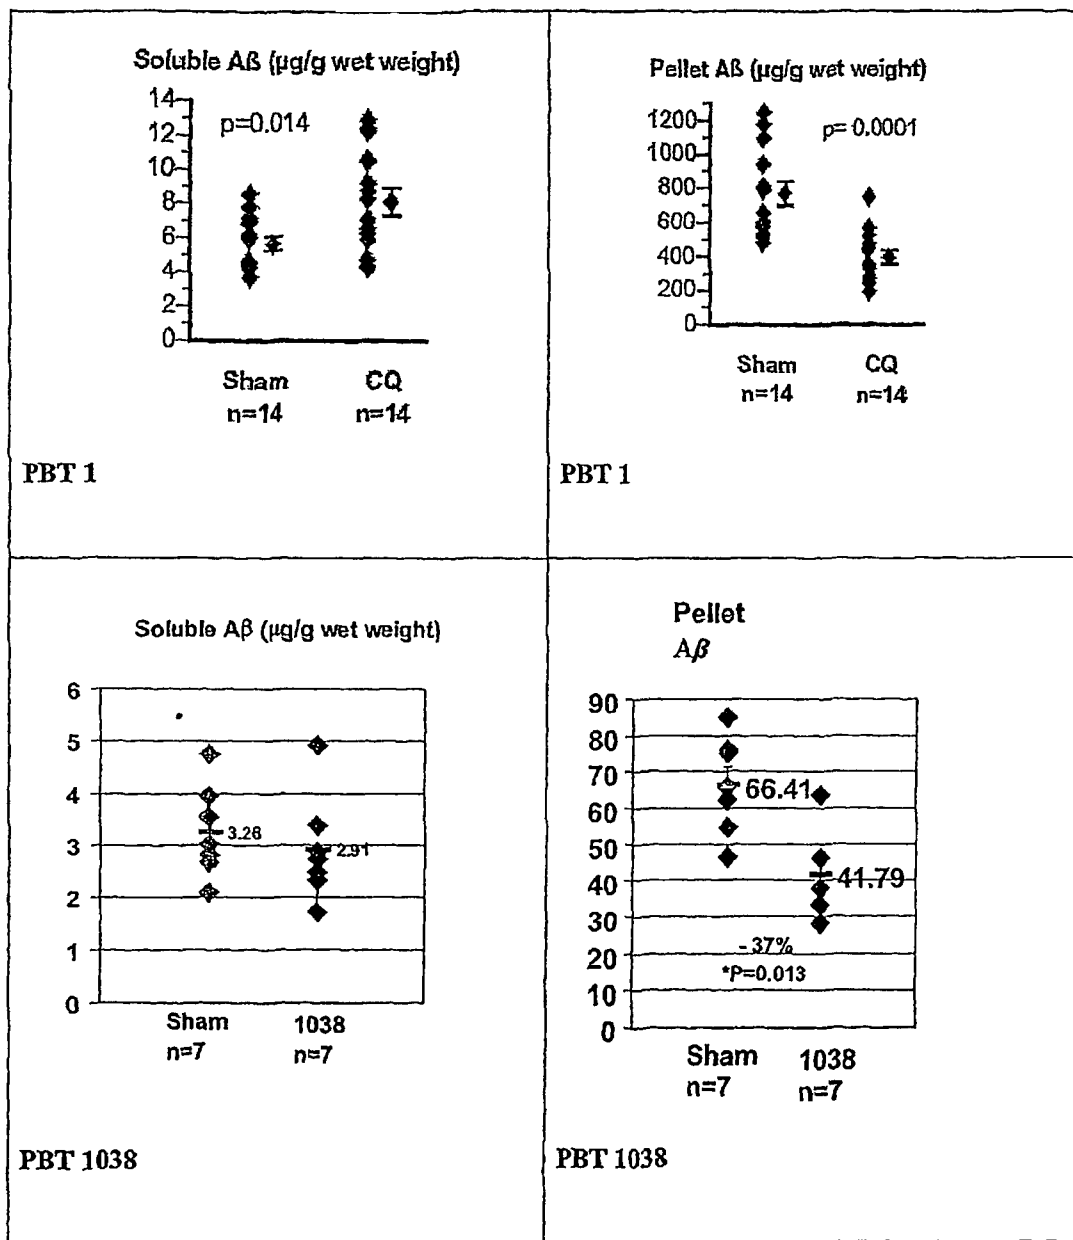 Soluble Aß (µg/g wet weight)
14
12
10
8
6
4
2
0
p=0.014
Sham
n=14
CQ
n=14
PBT 1
Pellet Aß (µg/g wet weight)
1200
1000
800
600
400
200
0
p= 0.0001
Sham
n=14
CQ
n=14
PBT 1
Soluble Aβ (µg/g wet weight)
6
5
4
3
2
1
0
3.26
2.91
Sham
n=7
1038
n=7
PBT 1038
Pellet
Aβ
90
80
70
60
50
40
30
20
10
0
66.41
41.79
- 37%
*P=0.013
Sham
n=7
1038
n=7
PBT 1038